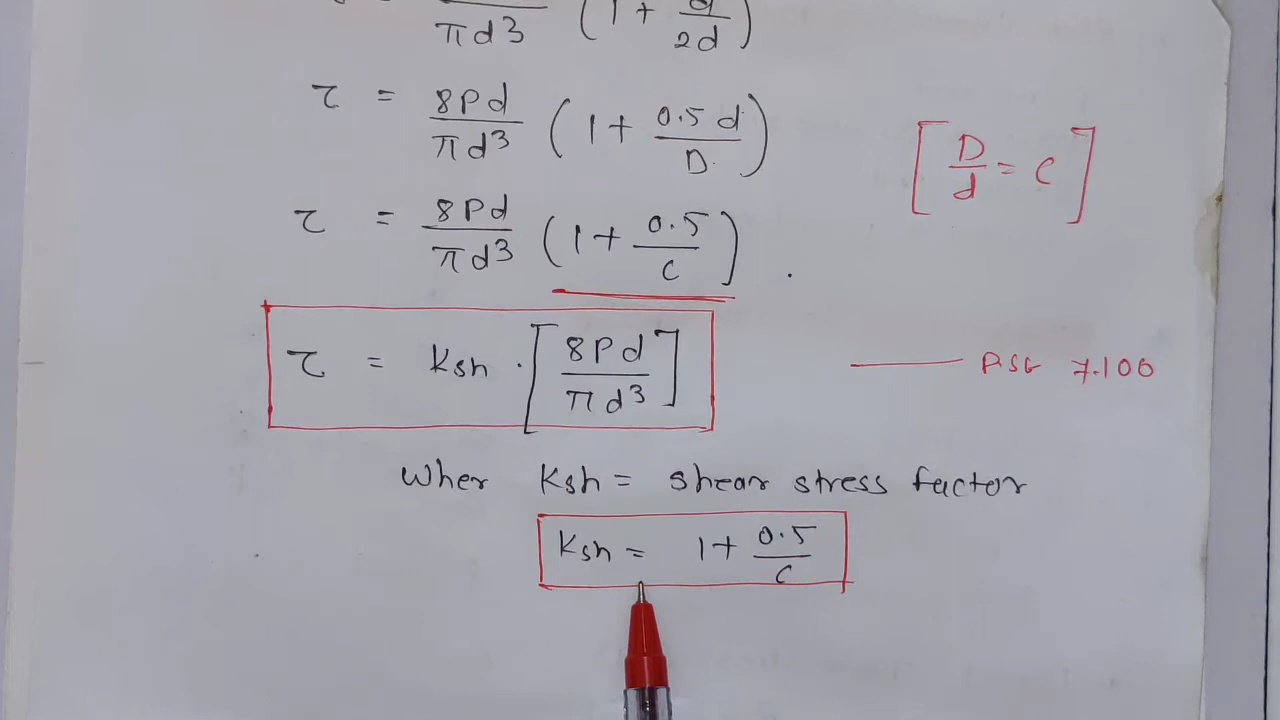 πd3 (1 + d/2d)
τ = 8Pd/πd3 (1 + 0.5 d/D)
[D/d = C]
τ = 8Pd/πd3 (1 + 0.5/C)
τ = Ksh · [8Pd/πd3]
PSG 7.100
Wher Ksh = shear stress factor
Ksh = 1 + 0.5/C